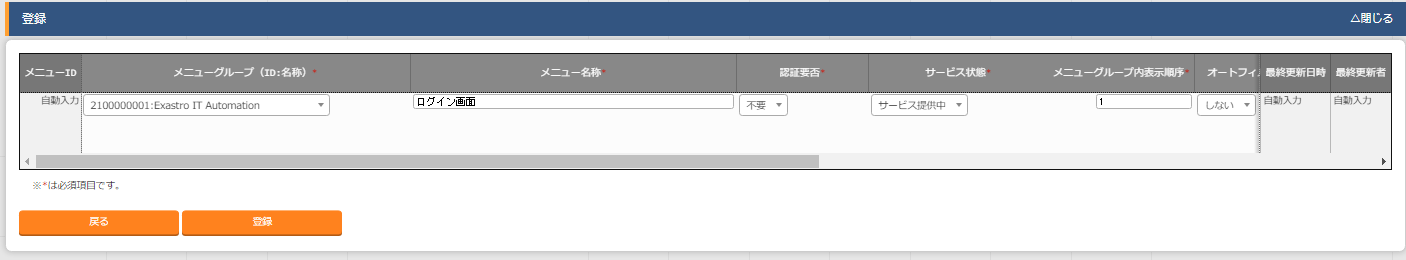 登録 △閉じる
メニューID メニューグループ（ID:名称）* メニュー名称* 認証要否* サービス状態* メニューグループ内表示順序* オートフィ 最終更新日時 最終更新者
自動入力 2100000001:Exastro IT Automation ログイン画面 不要 サービス提供中 1 しない 自動入力 自動入力
※*は必須項目です。
戻る 登録